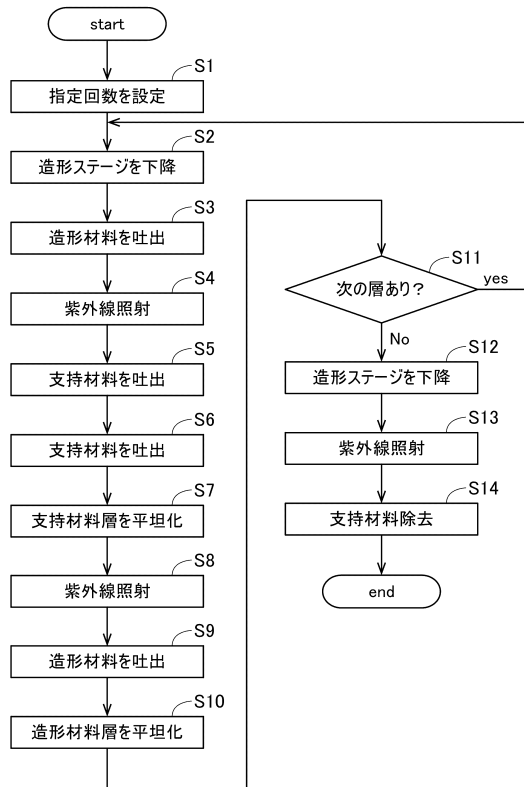 start
S1
指定回数を設定
S2
造形ステージを下降
S3
造形材料を吐出
S4
紫外線照射
S5
支持材料を吐出
S6
支持材料を吐出
S7
支持材料層を平坦化
S8
紫外線照射
S9
造形材料を吐出
S10
造形材料層を平坦化
S11
次の層あり？
yes
No
S12
造形ステージを下降
S13
紫外線照射
S14
支持材料除去
end